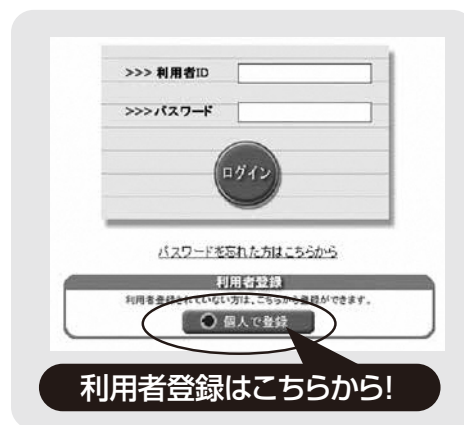 >>> 利用者ID
>>>パスワード
ログイン
パスワードを忘れた方はこちらから
利用者登録
利用者登録されていない方は、こちらから登録ができます。
個人で登録
利用者登録はこちらから!